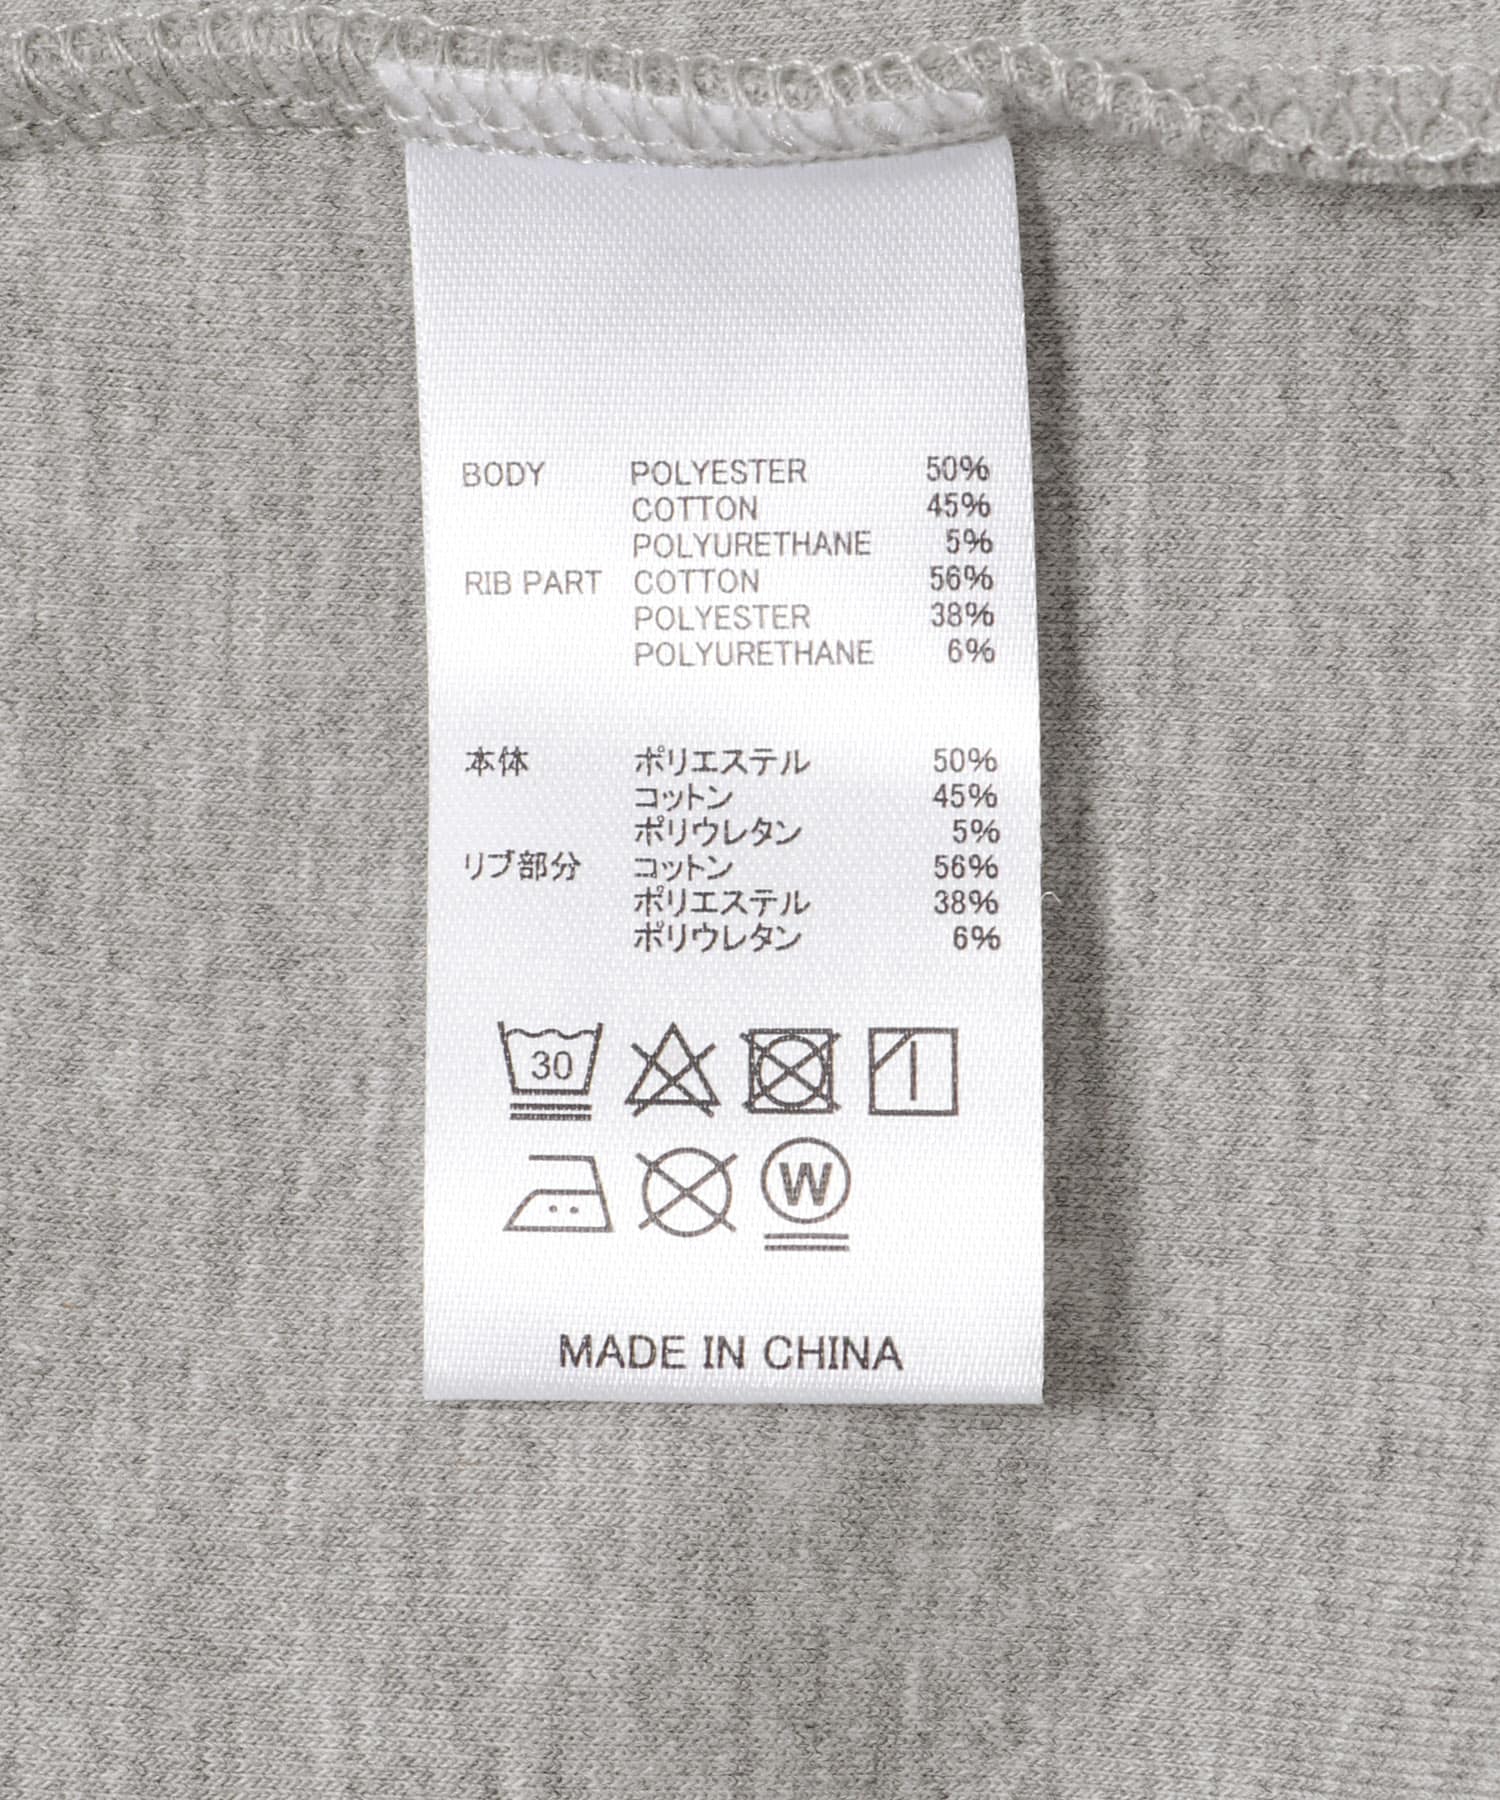 BODY POLYESTER 50%
COTTON 45%
POLYURETHANE 5%
RIB PART COTTON 56%
POLYESTER 38%
POLYURETHANE 6%
本体 ポリエステル 50%
コットン 45%
ポリウレタン 5%
リブ部分 コットン 56%
ポリエステル 38%
ポリウレタン 6%
30
W
MADE IN CHINA